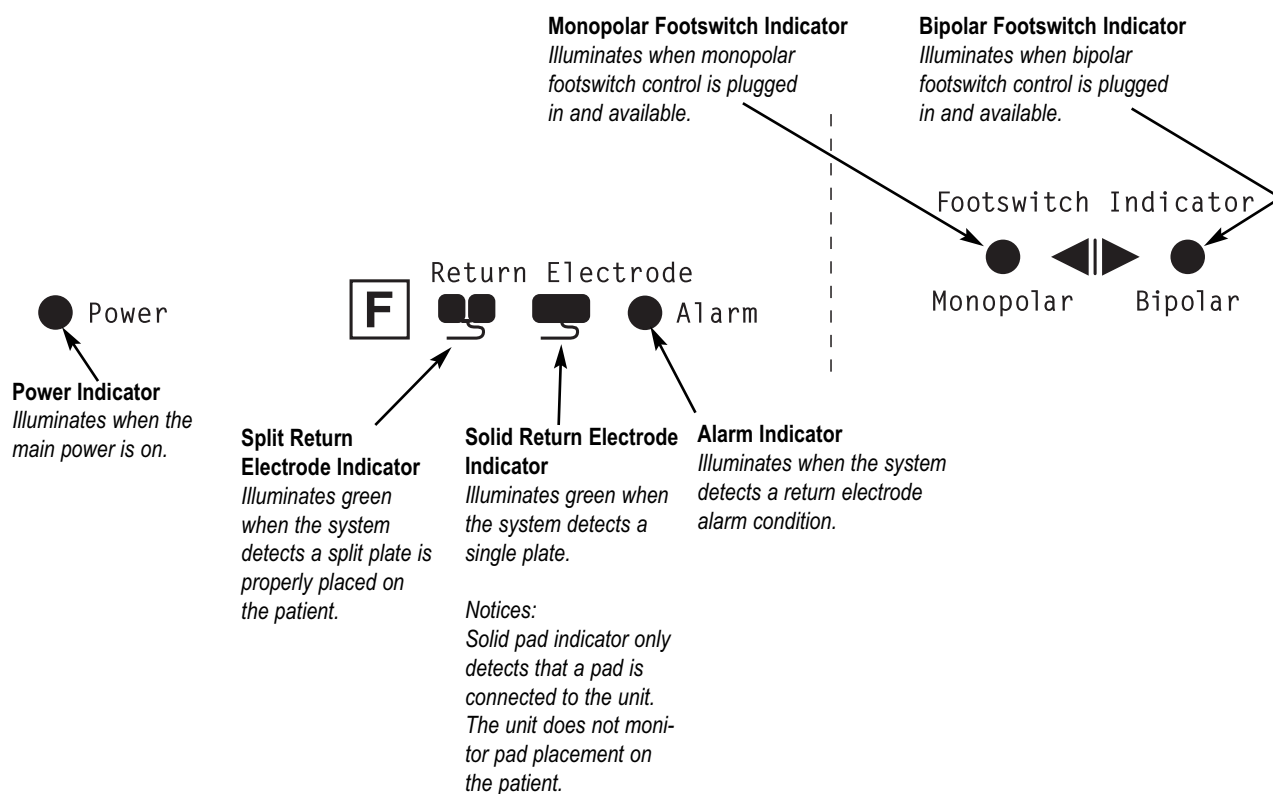 Monopolar Footswitch Indicator
Illuminates when monopolar
footswitch control is plugged
in and available.
Bipolar Footswitch Indicator
Illuminates when bipolar
footswitch control is plugged
in and available.
Footswitch Indicator
Monopolar
Bipolar
Power
F
Return Electrode
Alarm
Power Indicator
Illuminates when the
main power is on.
Split Return
Electrode Indicator
Illuminates green
when the system
detects a split plate is
properly placed on
the patient.
Solid Return Electrode
Indicator
Illuminates green when
the system detects a
single plate.
Notices:
Solid pad indicator only
detects that a pad is
connected to the unit.
The unit does not moni-
tor pad placement on
the patient.
Alarm Indicator
Illuminates when the system
detects a return electrode
alarm condition.